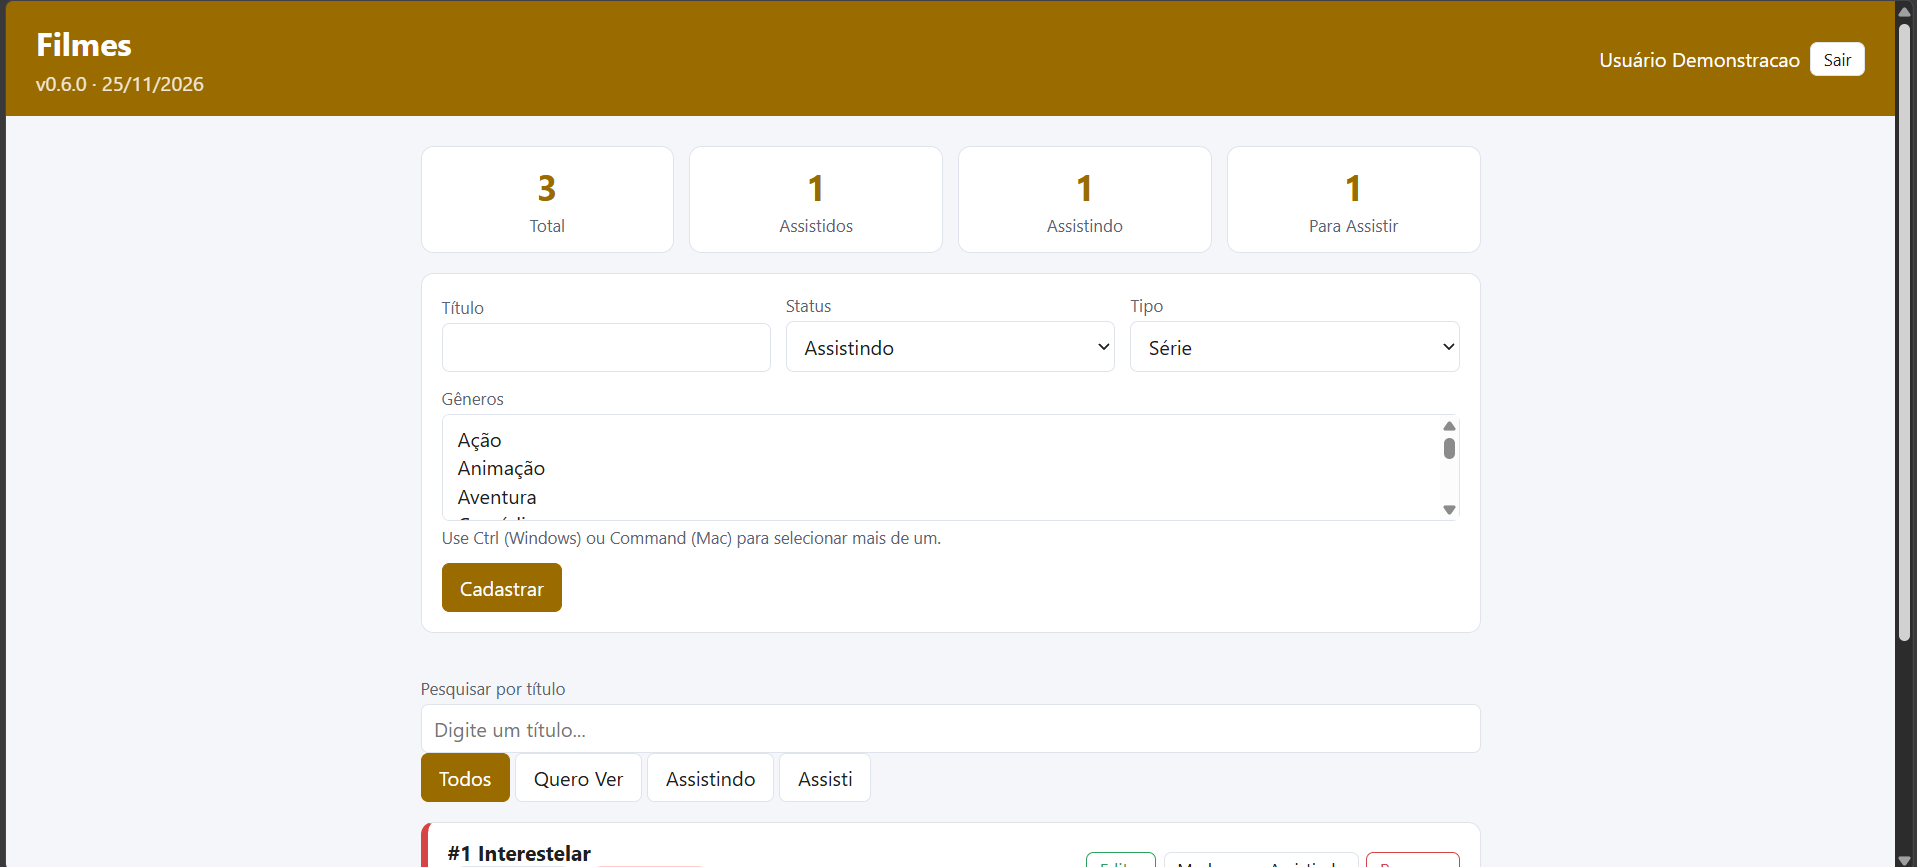 Filmes
v0.6.0 · 25/11/2026
Usuário Demonstracao
Sair
3
Total
1
Assistidos
1
Assistindo
1
Para Assistir
Título
Status
Tipo
Assistindo
Série
Gêneros
Ação
Animação
Aventura
Use Ctrl (Windows) ou Command (Mac) para selecionar mais de um.
Cadastrar
Pesquisar por título
Digite um título...
Todos
Quero Ver
Assistindo
Assisti
#1 Interestelar